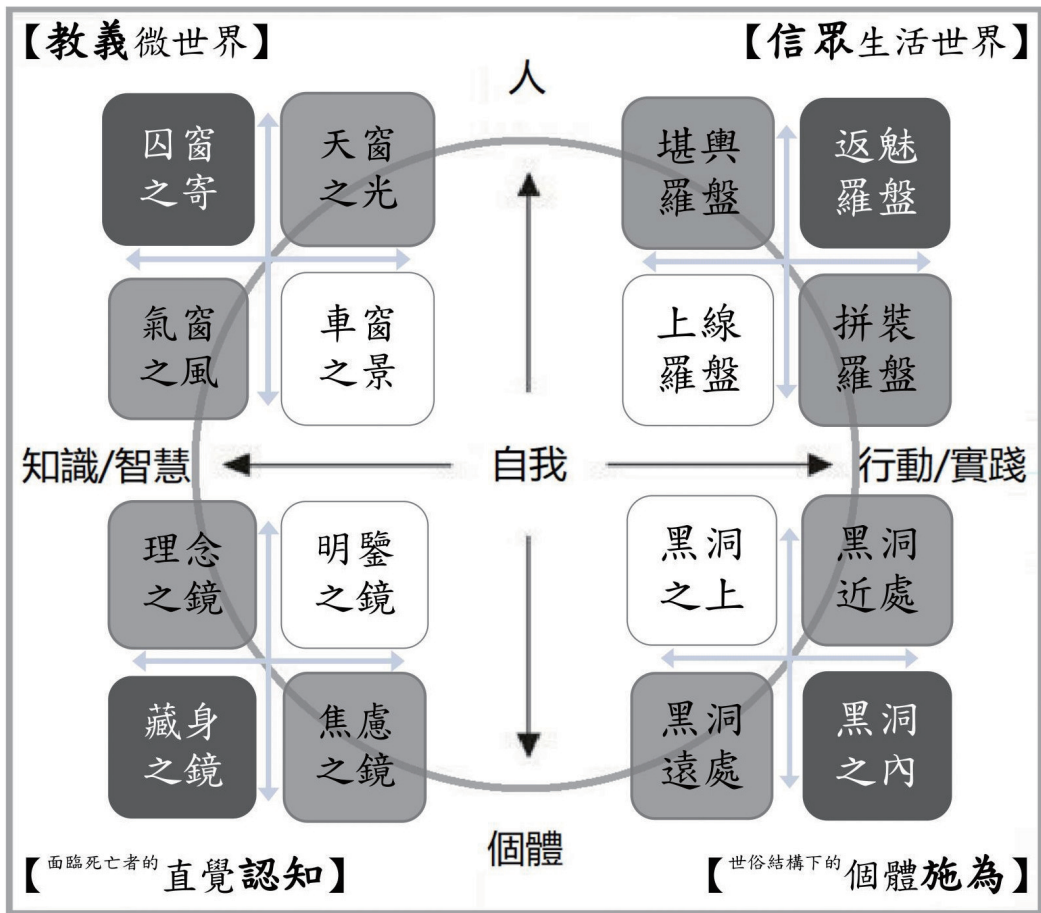 【教義微世界】
【信眾生活世界】
人
囚窗
之寄
天窗
之光
堪輿
羅盤
返魅
羅盤
氣窗
之風
車窗
之景
上線
羅盤
拼裝
羅盤
知識/智慧
自我
行動/實踐
理念
之鏡
明鑒
之鏡
黑洞
之上
黑洞
近處
藏身
之鏡
焦慮
之鏡
黑洞
遠處
黑洞
之內
個體
【面臨死亡者的直覺認知】
【世俗結構下的個體施為】